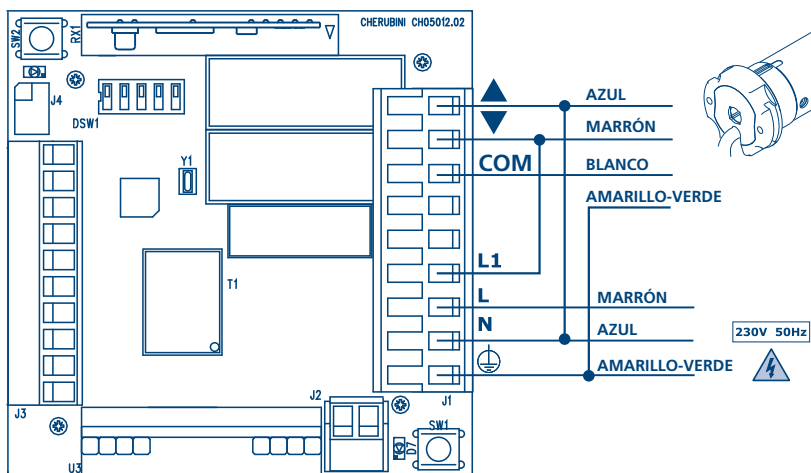 CHERUBINI CH05012.02
SW2
RX1
J4
DSW1
AZUL
MARRÓN
COM
BLANCO
Y1
AMARILLO-VERDE
L1
T1
L
MARRÓN
N
AZUL
230V 50Hz
AMARILLO-VERDE
J3
J2
J1
SW1
D7
U3